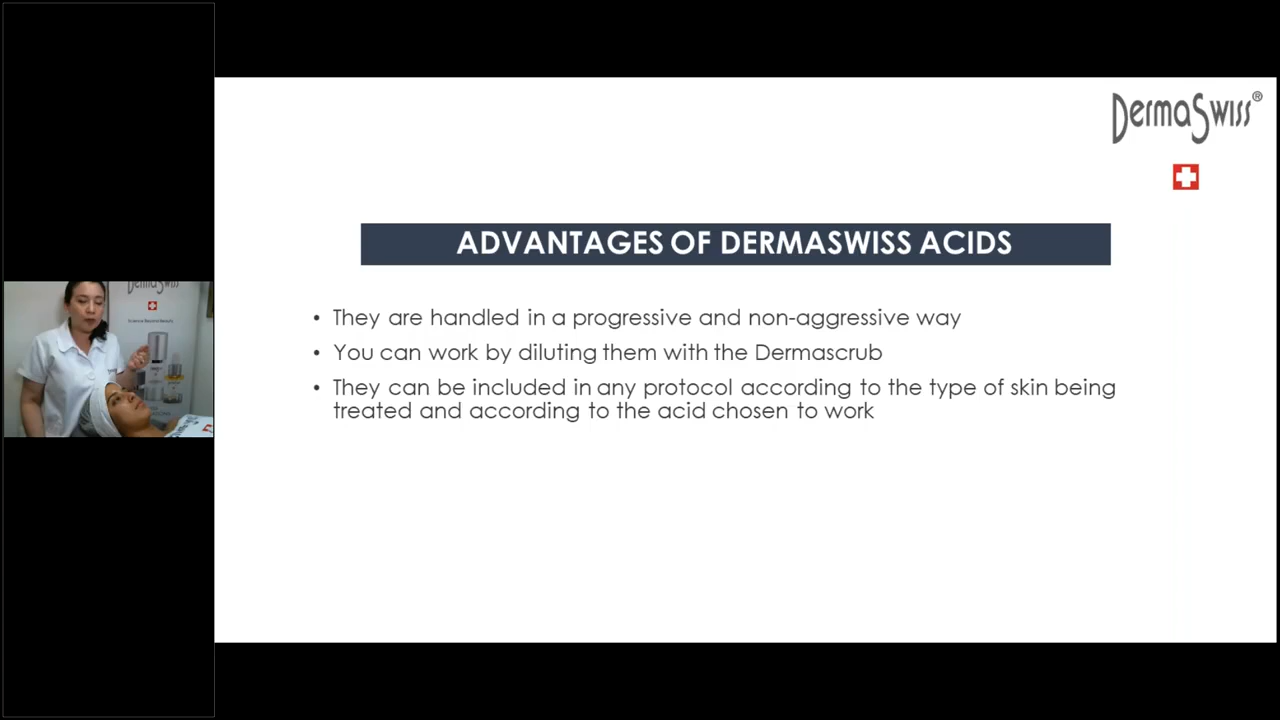 DermaSwiss®
ADVANTAGES OF DERMASWISS ACIDS
• They are handled in a progressive and non-aggressive way
• You can work by diluting them with the Dermascrub
• They can be included in any protocol according to the type of skin being
treated and according to the acid chosen to work
DermaSwiss